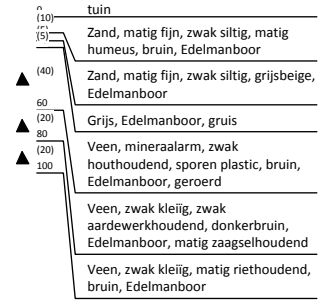 0
tuin
(10)
Zand, matig fijn, zwak siltig, matig
humeus, bruin, Edelmanboor
(5)
(40)
Zand, matig fijn, zwak siltig, grijsbeige,
Edelmanboor
60
Grijs, Edelmanboor, gruis
(20)
Veen, mineraalarm, zwak
houthoudend, sporen plastic, bruin,
Edelmanboor, geroerd
80
(20)
100
Veen, zwak kleiïg, zwak
aardewerkhoudend, donkerbruin,
Edelmanboor, matig zaagselhoudend
Veen, zwak kleiïg, matig riethoudend,
bruin, Edelmanboor